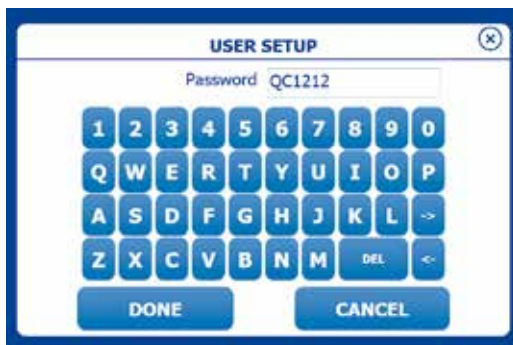 USER SETUP
Password QC1212
1 2 3 4 5 6 7 8 9 0
Q W E R T Y U I O P
A S D F G H J K L ->
Z X C V B N M DEL <-
DONE CANCEL